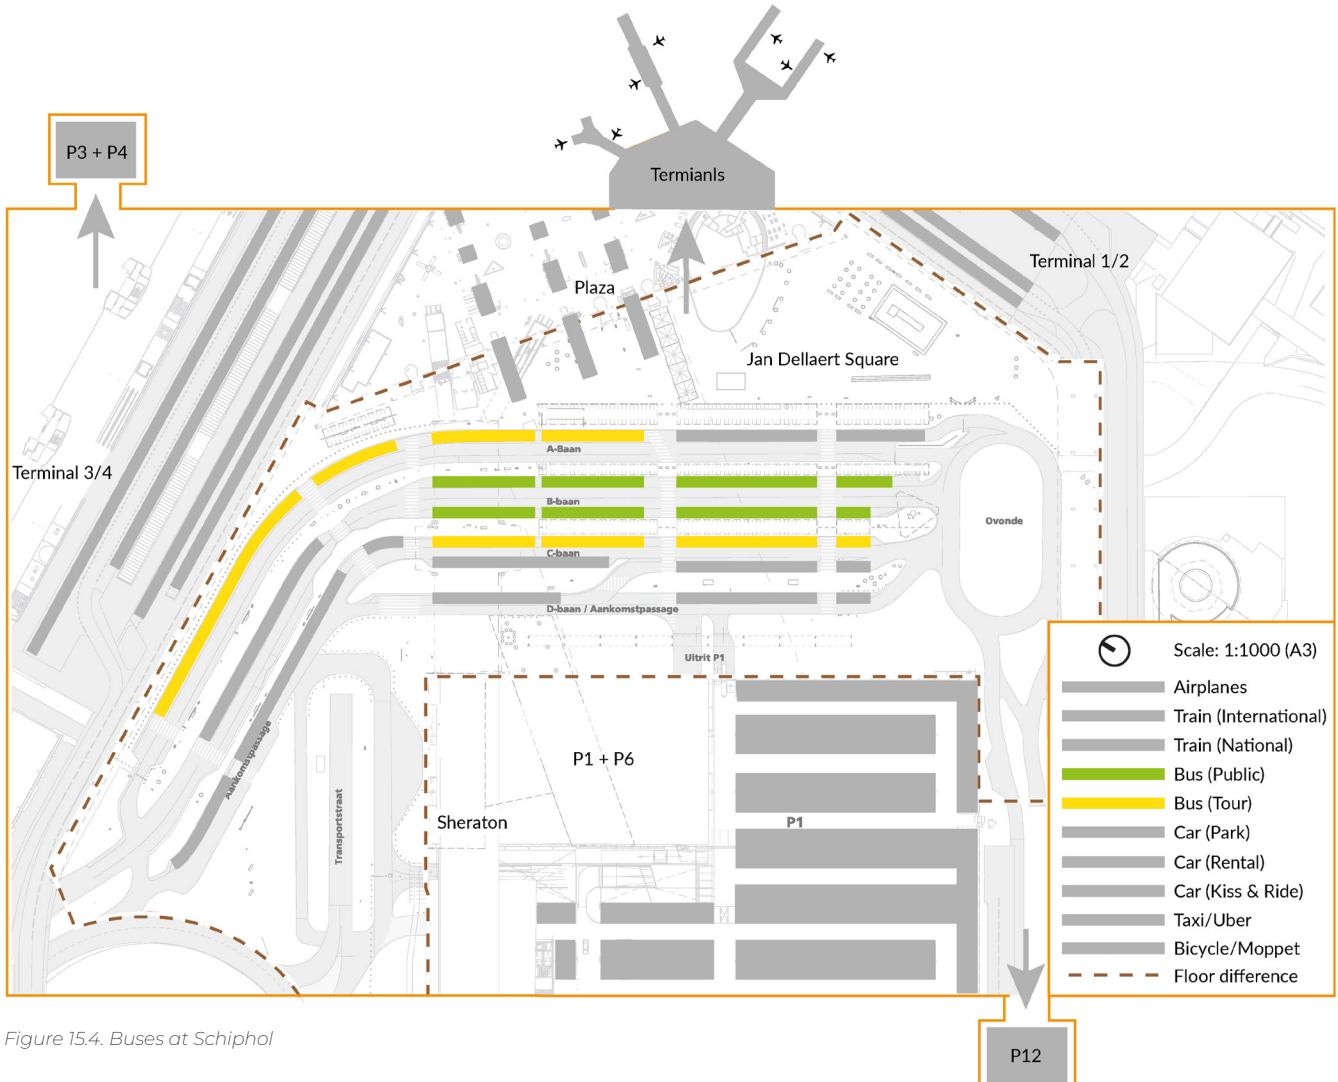 Termianls
P3 + P4
Terminal 1/2
Plaza
Jan Dellaert Square
Terminal 3/4
A-Baan
B-baan
Ovonde
C-baan
D-baan / Aankomstpassage
Uitrit P1
Scale: 1:1000 (A3)
Airplanes
Train (International)
Train (National)
Bus (Public)
Bus (Tour)
Car (Park)
Car (Rental)
Car (Kiss & Ride)
Taxi/Uber
Bicycle/Moppet
Floor difference
P1 + P6
Aankomstpassage
Transportstraat
Sheraton
P1
Figure 15.4. Buses at Schiphol
P12